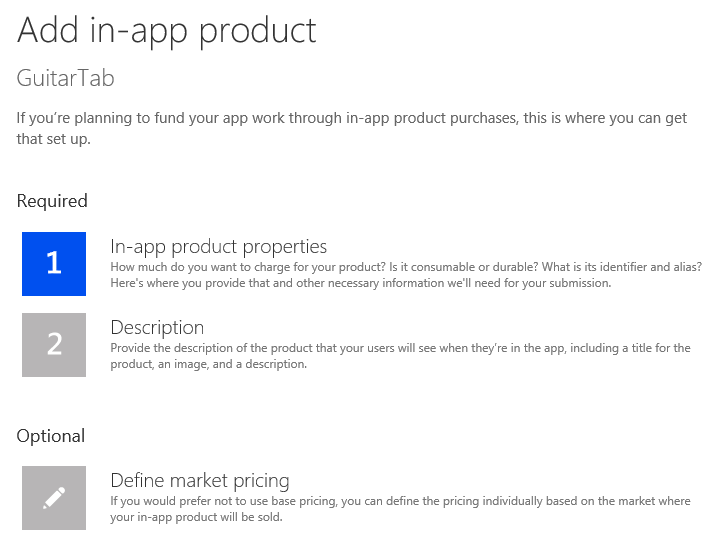 Add in-app product
GuitarTab
If you're planning to fund your app work through in-app product purchases, this is where you can get
that set up.
Required
1
In-app product properties
How much do you want to charge for your product? Is it consumable or durable? What is its identifier and alias?
Here's where you provide that and other necessary information we'll need for your submission.
2
Description
Provide the description of the product that your users will see when they're in the app, including a title for the
product, an image, and a description.
Optional
Define market pricing
If you would prefer not to use base pricing, you can define the pricing individually based on the market where
your in-app product will be sold.